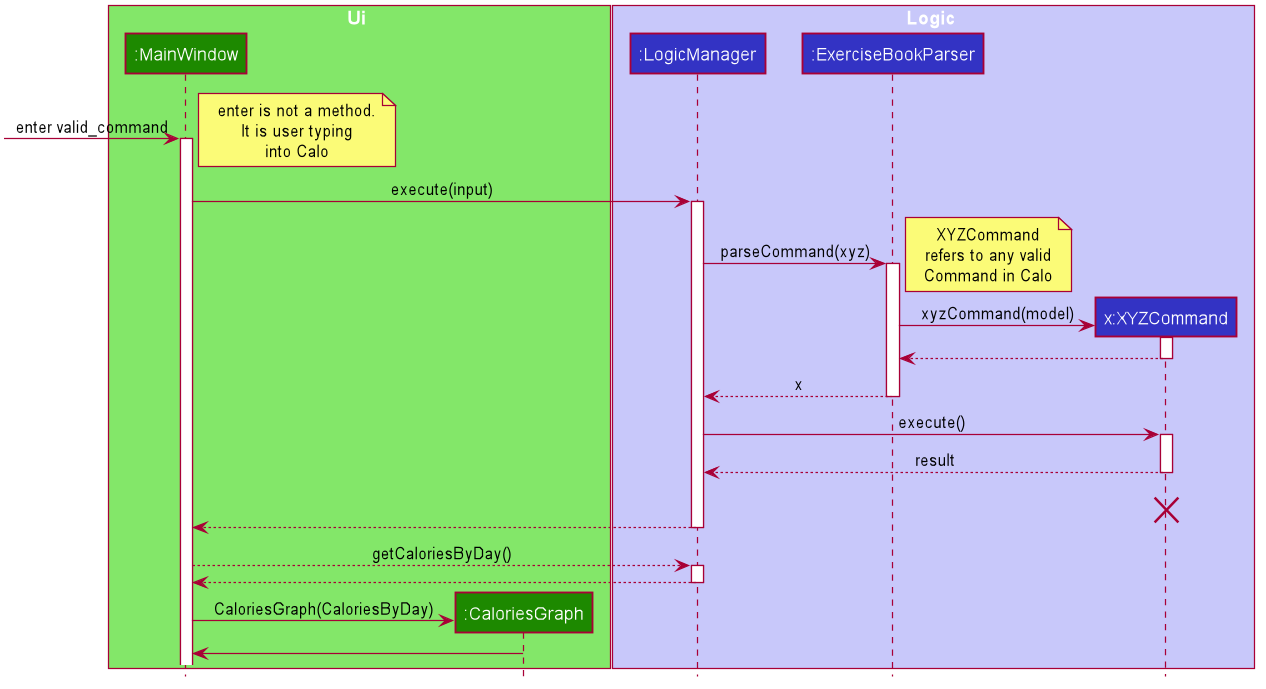 Ui
Logic
:MainWindow
:LogicManager
:ExerciseBookParser
enter is not a method.
It is user typing
into Calo
enter valid_command
execute(input)
XYZCommand
refers to any valid
Command in Calo
parseCommand(xyz)
xyzCommand(model)
x:XYZCommand
x
execute()
result
getCaloriesByDay()
CaloriesGraph(CaloriesByDay)
:CaloriesGraph